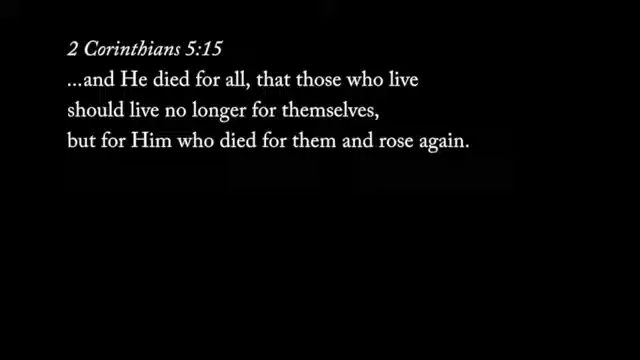 2 Corinthians 5:15
...and He died for all, that those who live
should live no longer for themselves,
but for Him who died for them and rose again.